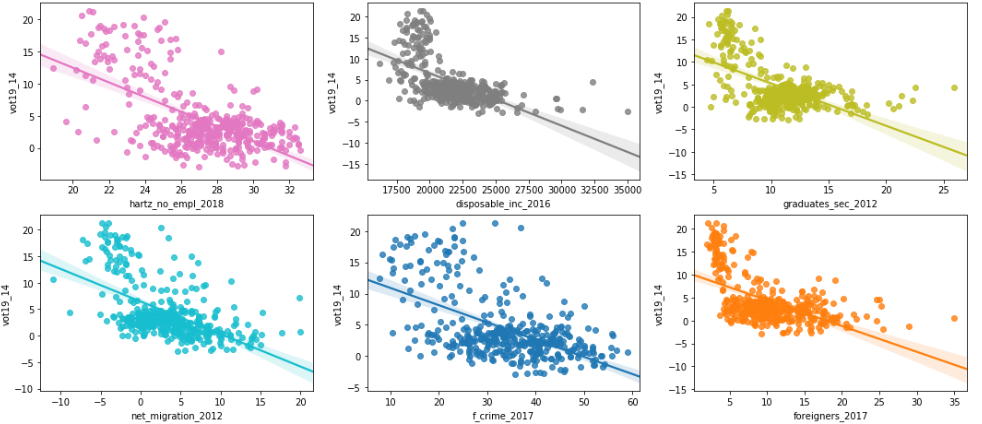 20
15
10
5
0
vot19_14
20 22 24 26 28 30 32
hartz_no_empl_2018
20
15
10
5
0
−5
−10
−15
vot19_14
17500 20000 22500 25000 27500 30000 32500 35000
disposable_inc_2016
20
15
10
5
0
−5
−10
−15
vot19_14
5 10 15 20 25
graduates_sec_2012
20
15
10
5
0
−5
−10
vot19_14
−10 −5 0 5 10 15 20
net_migration_2012
20
15
10
5
0
−5
vot19_14
10 20 30 40 50 60
f_crime_2017
20
15
10
5
0
−5
−10
−15
vot19_14
5 10 15 20 25 30 35
foreigners_2017